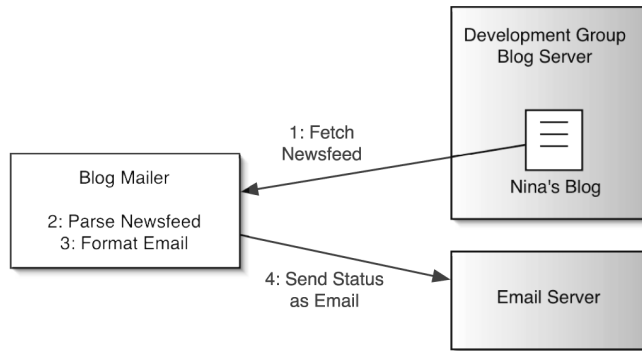 Development Group
Blog Server
Nina's Blog
1: Fetch
Newsfeed
Blog Mailer
2: Parse Newsfeed
3: Format Email
4: Send Status
as Email
Email Server